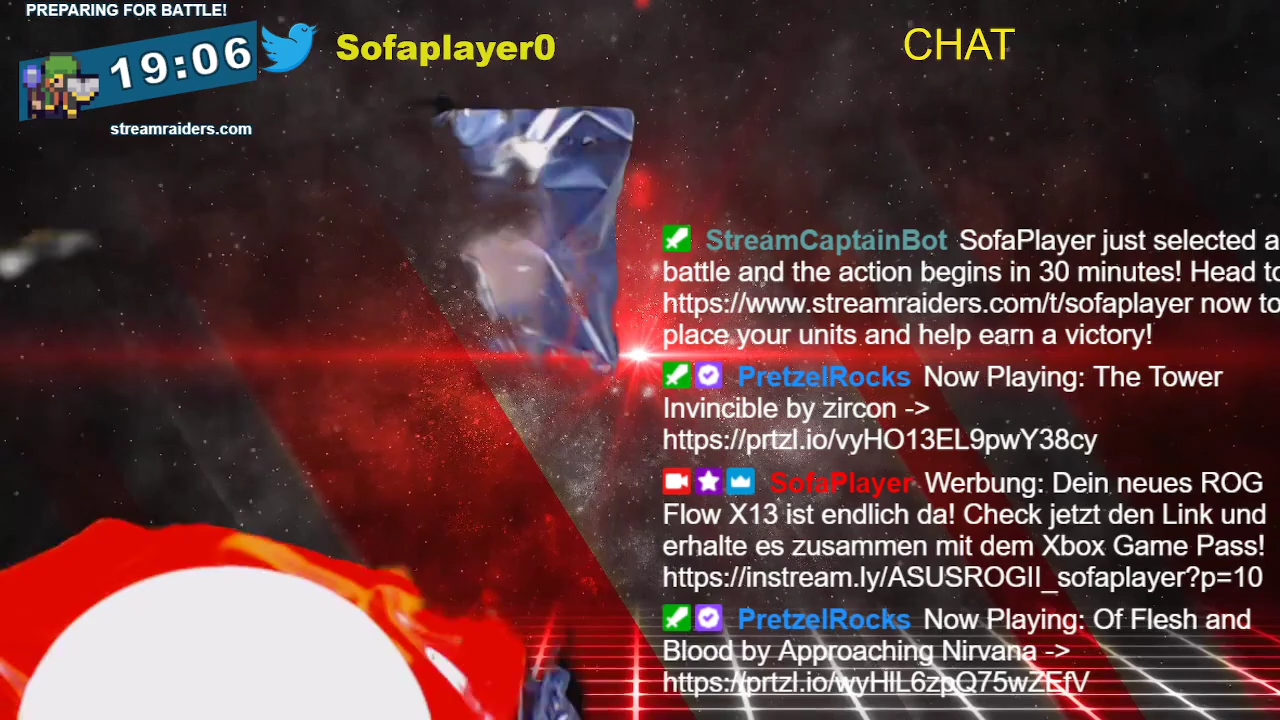 PREPARING FOR BATTLE!
19:06
streamraiders.com
Sofaplayer0
CHAT
StreamCaptainBot SofaPlayer just selected a
battle and the action begins in 30 minutes! Head to
https://www.streamraiders.com/t/sofaplayer now to
place your units and help earn a victory!
PretzelRocks Now Playing: The Tower
Invincible by zircon ->
https://prtzl.io/vyHO13EL9pwY38cy
SofaPlayer Werbung: Dein neues ROG
Flow X13 ist endlich da! Check jetzt den Link und
erhalte es zusammen mit dem Xbox Game Pass!
https://instream.ly/ASUSROGII_sofaplayer?p=10
PretzelRocks Now Playing: Of Flesh and
Blood by Approaching Nirvana ->
https://prtzl.io/wyHlL6zpQ75wZEfV